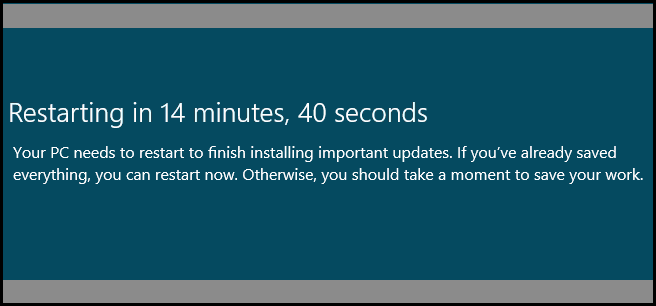 Restarting in 14 minutes, 40 seconds
Your PC needs to restart to finish installing important updates. If you’ve already saved
everything, you can restart now. Otherwise, you should take a moment to save your work.